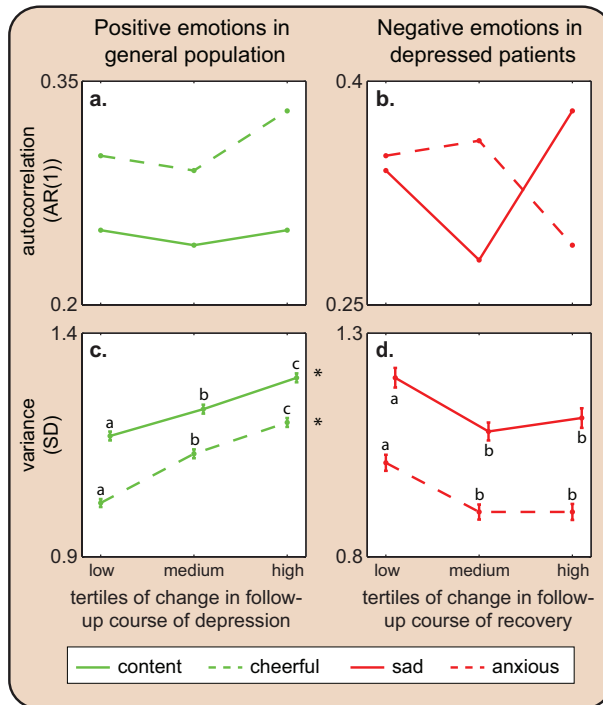 Positive emotions in
general population
Negative emotions in
depressed patients
0.35
a.
autocorrelation
(AR(1))
0.2
0.4
b.
0.25
1.4
c.
a
b
c
*
a
b
c
*
variance
(SD)
0.9
low
medium
high
tertiles of change in follow-
up course of depression
1.3
d.
a
b
b
a
b
b
0.8
low
medium
high
tertiles of change in follow-
up course of recovery
content
cheerful
sad
anxious